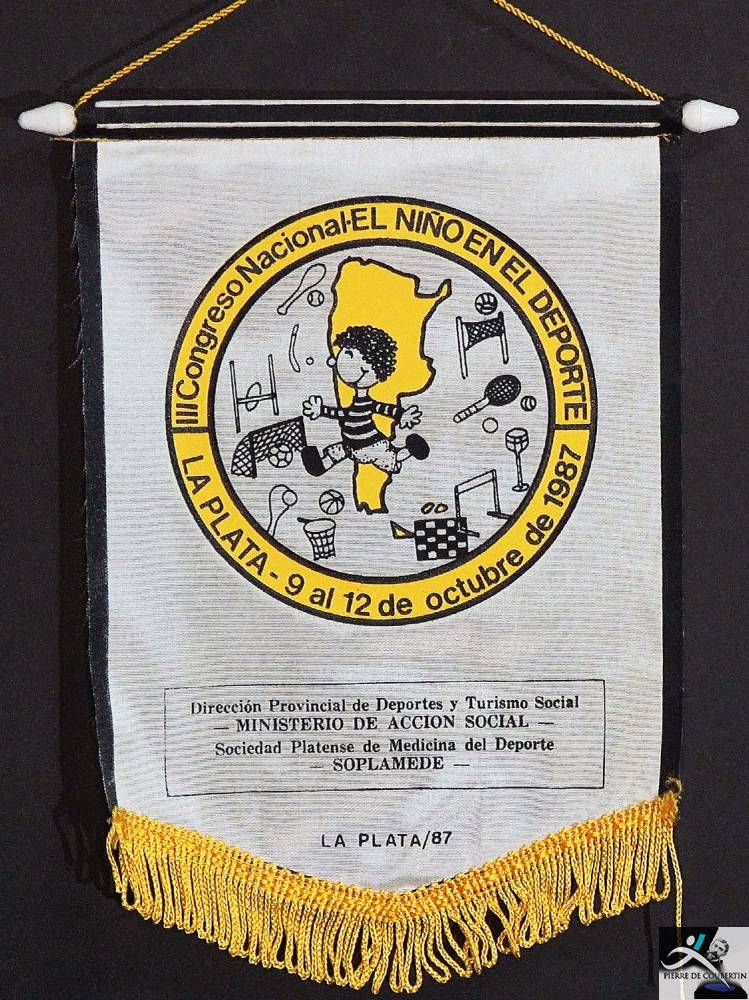 III Congreso Nacional·EL NIÑO EN EL DEPORTE
LA PLATA - 9 al 12 de octubre de 1987
Dirección Provincial de Deportes y Turismo Social
— MINISTERIO DE ACCION SOCIAL —
Sociedad Platense de Medicina del Deporte
— SOPLAMEDE —
LA PLATA/87
PIERRE DE COUBERTIN